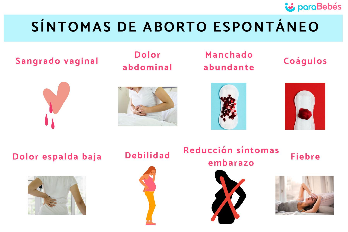 paraBebés
SÍNTOMAS DE ABORTO ESPONTÁNEO
Sangrado vaginal
Dolor
abdominal
Manchado
abundante
Coágulos
Dolor espalda baja
Debilidad
Reducción síntomas
embarazo
Fiebre